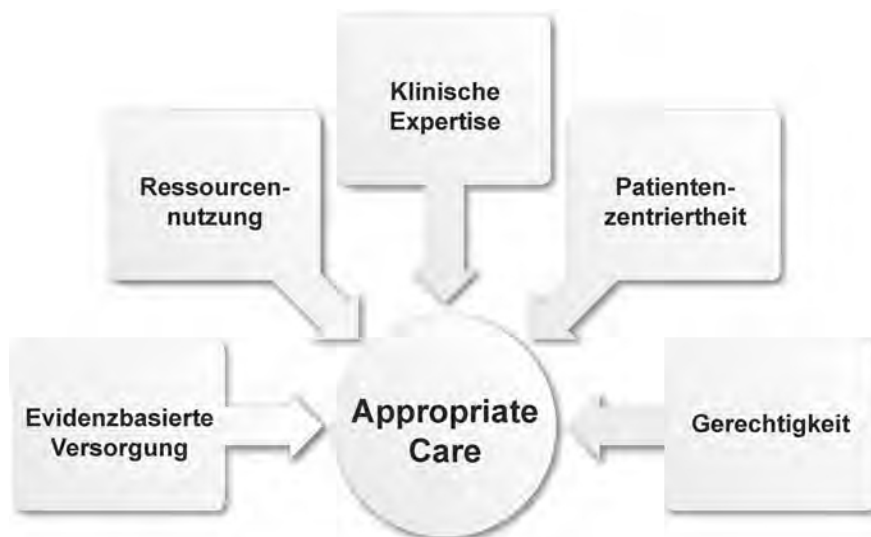 Klinische
Expertise
Ressourcen-
nutzung
Patienten-
zentriertheit
Evidenzbasierte
Versorgung
Appropriate
Care
Gerechtigkeit